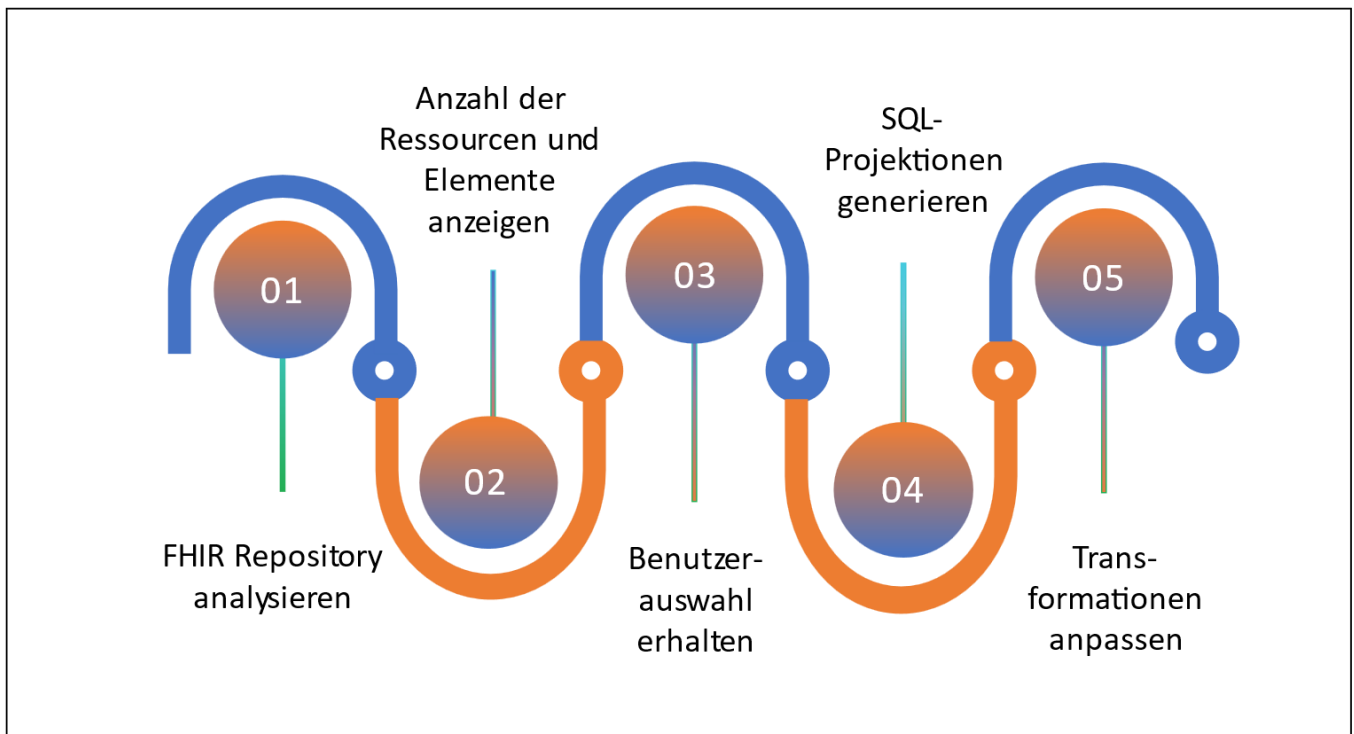 01
FHIR Repository
analysieren
Anzahl der
Ressourcen und
Elemente
anzeigen
02
03
Benutzer-
auswahl
erhalten
SQL-
Projektionen
generieren
04
05
Trans-
formationen
anpassen